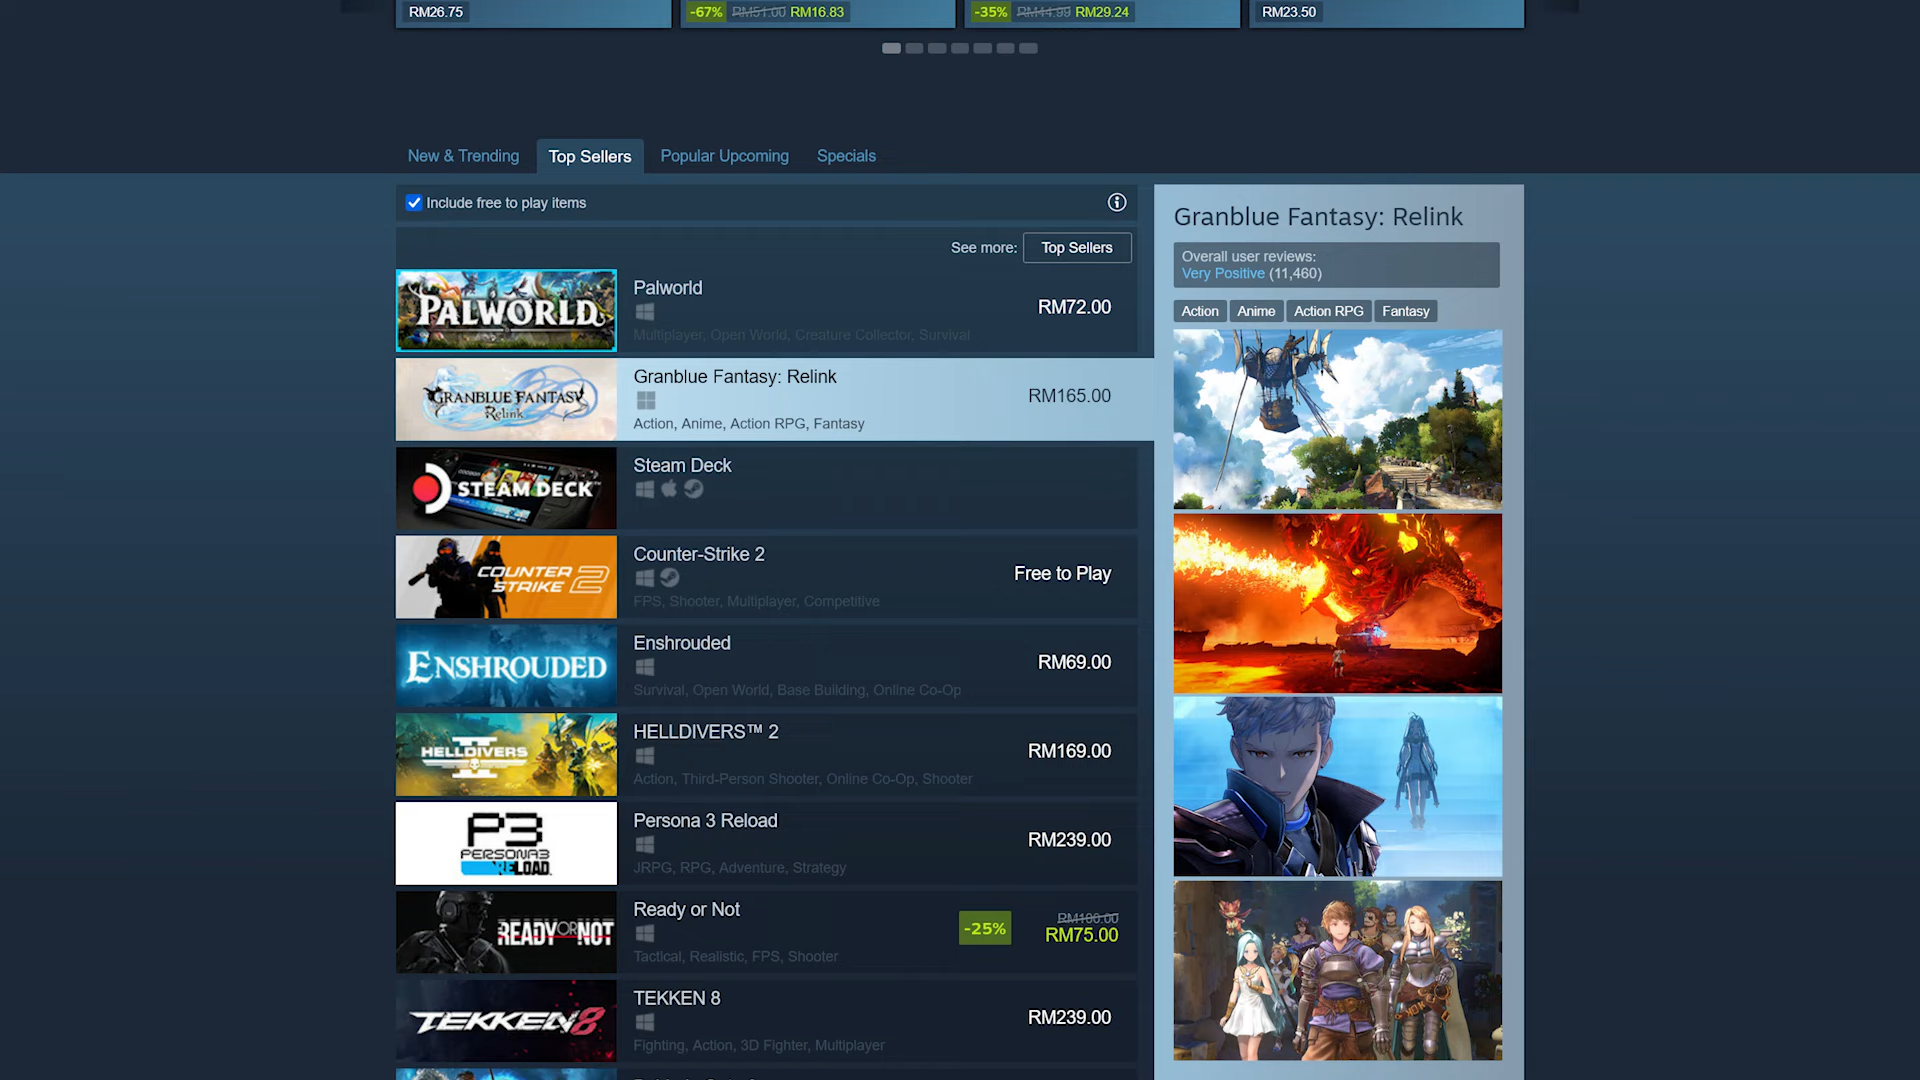 RM26.75
-67% RM51.00 RM16.83
-35% RM44.99 RM29.24
RM23.50
New & Trending
Top Sellers
Popular Upcoming
Specials
Include free to play items
See more: Top Sellers
PALWORLD
Palworld
Multiplayer, Open World, Creature Collector, Survival
RM72.00
GRANBLUE FANTASY
Relink
Granblue Fantasy: Relink
Action, Anime, Action RPG, Fantasy
RM165.00
STEAM DECK
Steam Deck
COUNTER
STRIKE 2
Counter-Strike 2
FPS, Shooter, Multiplayer, Competitive
Free to Play
ENSHROUDED
Enshrouded
Survival, Open World, Base Building, Online Co-Op
RM69.00
HELLDIVERS
II
HELLDIVERS™ 2
Action, Third-Person Shooter, Online Co-Op, Shooter
RM169.00
P3
PERSONA3
RELOAD
Persona 3 Reload
JRPG, RPG, Adventure, Strategy
RM239.00
READY OR NOT
Ready or Not
Tactical, Realistic, FPS, Shooter
-25%
RM100.00
RM75.00
TEKKEN 8
TEKKEN 8
Fighting, Action, 3D Fighter, Multiplayer
RM239.00
Granblue Fantasy: Relink
Overall user reviews:
Very Positive (11,460)
Action
Anime
Action RPG
Fantasy